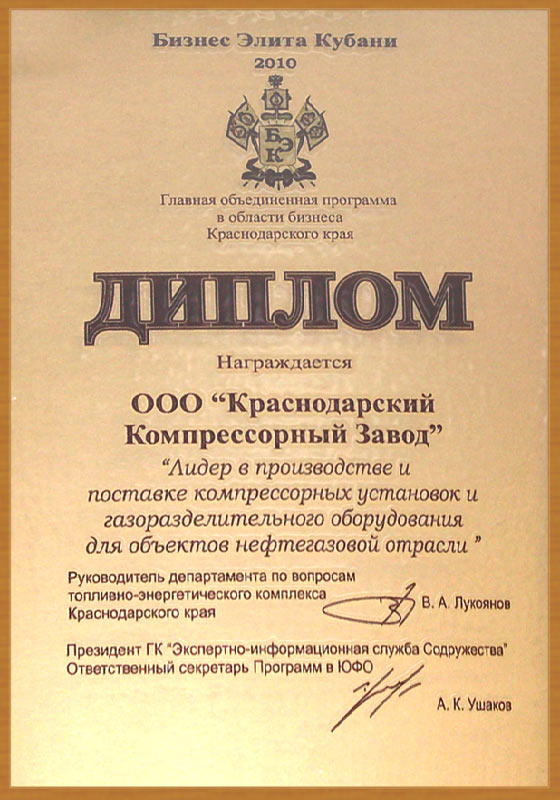 Бизнес Элита Кубани
2010
Б
Э
К
Главная объединенная программа
в области бизнеса
Краснодарского края
ДИПЛОМ
Награждается
ООО “Краснодарский
Компрессорный Завод”
“Лидер в производстве и
поставке компрессорных установок и
газоразделительного оборудования
для объектов нефтегазовой отрасли ”
Руководитель департамента по вопросам
топливно-энергетического комплекса
Краснодарского края
В. А. Лукоянов
Президент ГК “Экспертно-информационная служба Содружества”
Ответственный секретарь Программ в ЮФО
А. К. Ушаков